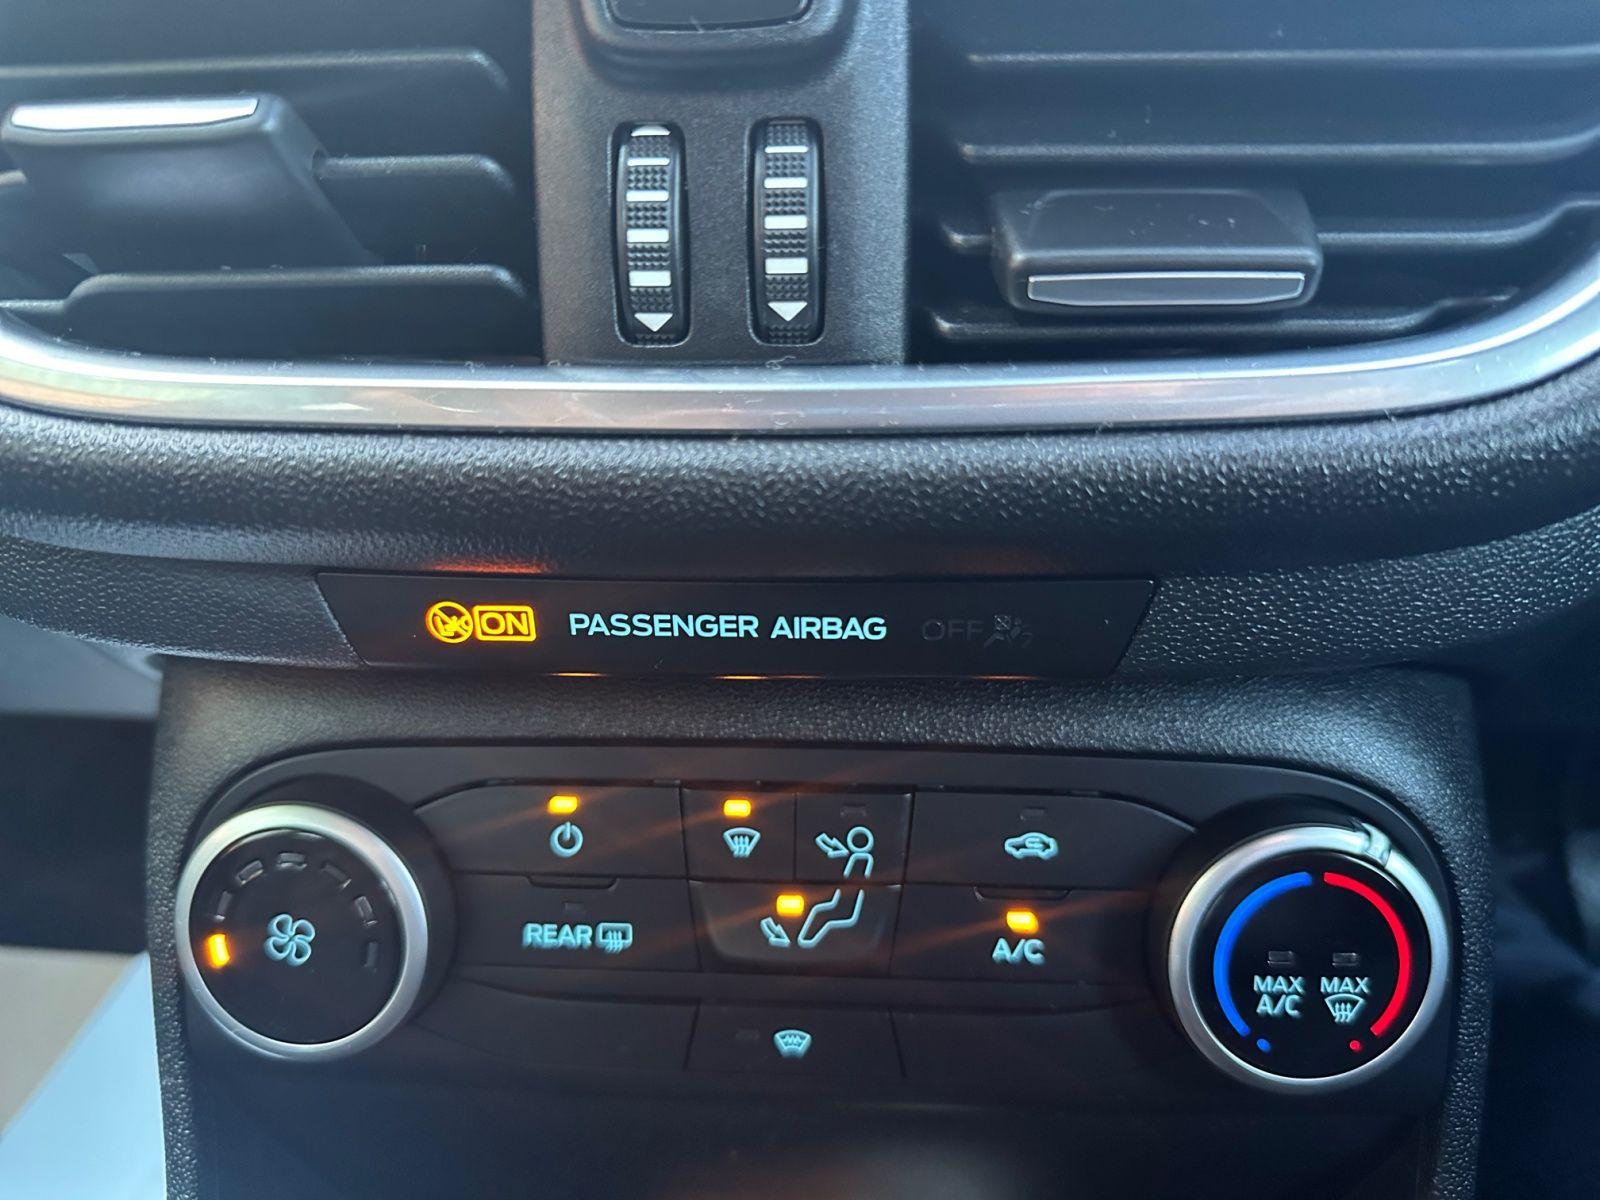 ON PASSENGER AIRBAG OFF
REAR
A/C
MAX MAX
A/C